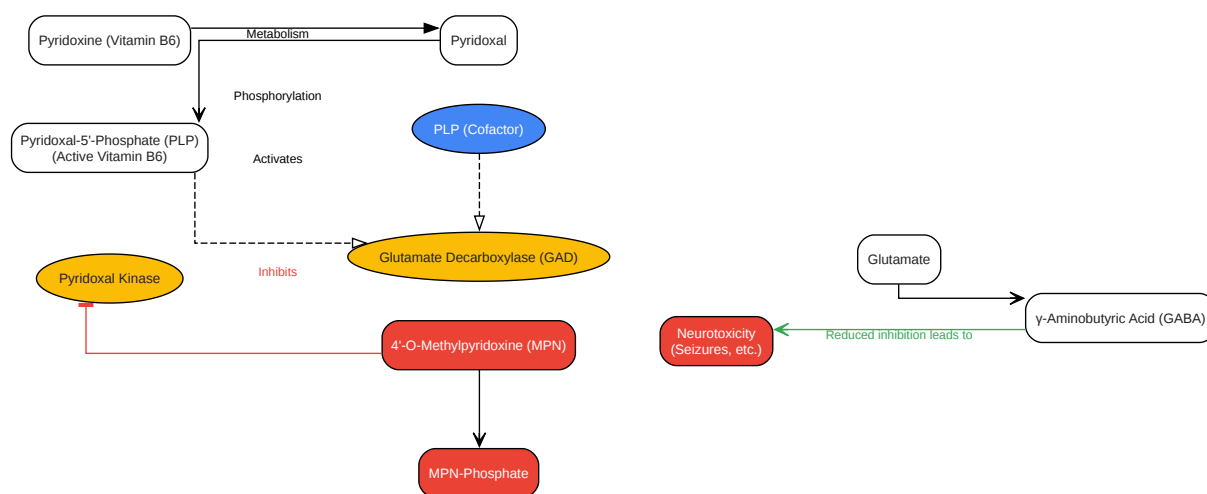 Pyridoxine (Vitamin B6)
Metabolism
Pyridoxal
Phosphorylation
Pyridoxal-5'-Phosphate (PLP)
(Active Vitamin B6)
PLP (Cofactor)
Activates
Glutamate Decarboxylase (GAD)
Glutamate
Pyridoxal Kinase
Inhibits
γ-Aminobutyric Acid (GABA)
Neurotoxicity
(Seizures, etc.)
Reduced inhibition leads to
4'-O-Methylpyridoxine (MPN)
MPN-Phosphate